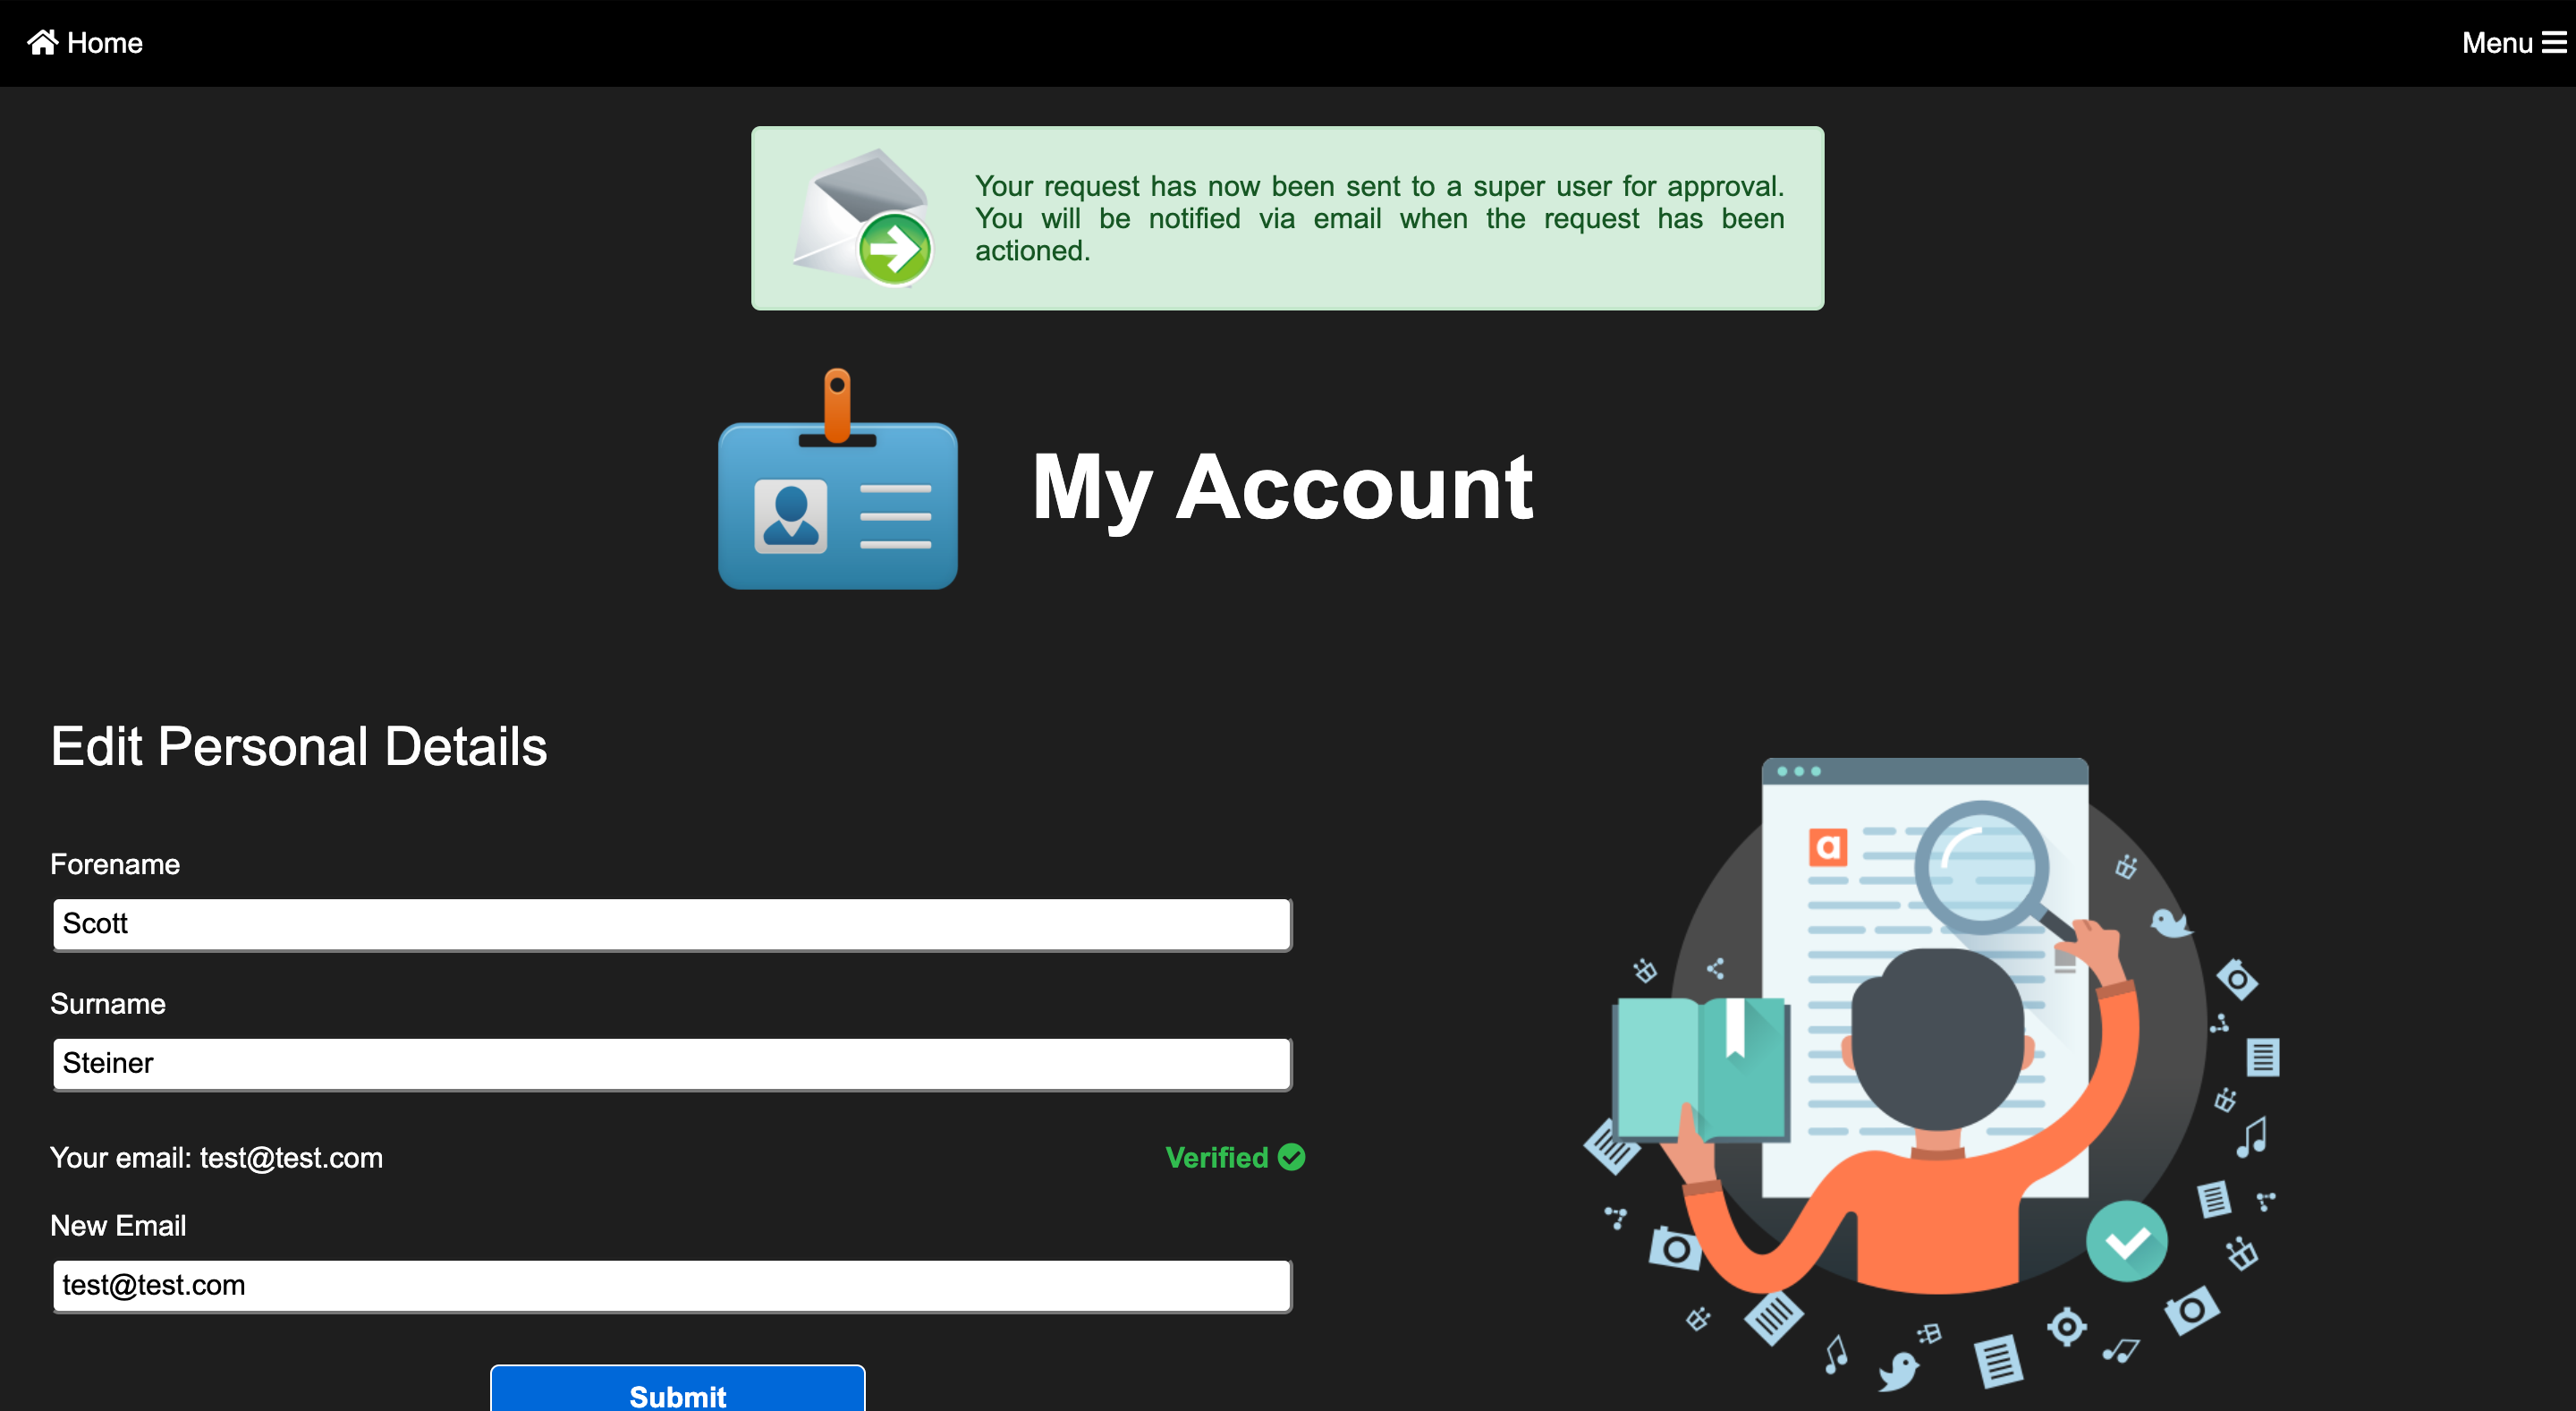 Home
Menu
Your request has now been sent to a super user for approval.
You will be notified via email when the request has been
actioned.
My Account
Edit Personal Details
a
Forename
Scott
Surname
Steiner
Your email: test@test.com
Verified
New Email
test@test.com
Submit